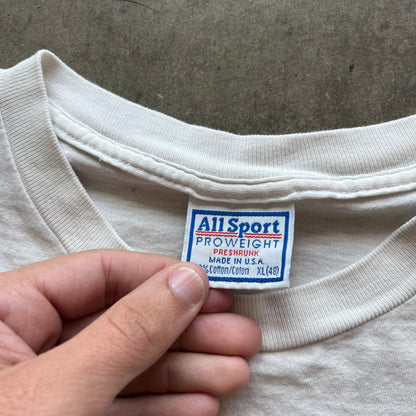 All Sport
PROWEIGHT
PRESHRUNK
MADE IN U.S.A.
% Cotton/Coton XL(48)